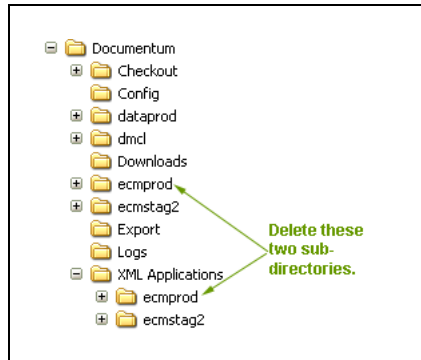 Documentum
Checkout
Config
dataprod
dmcl
Downloads
ecmprod
ecmstag2
Export
Logs
XML Applications
ecmprod
ecmstag2
Delete these
two sub-
directories.